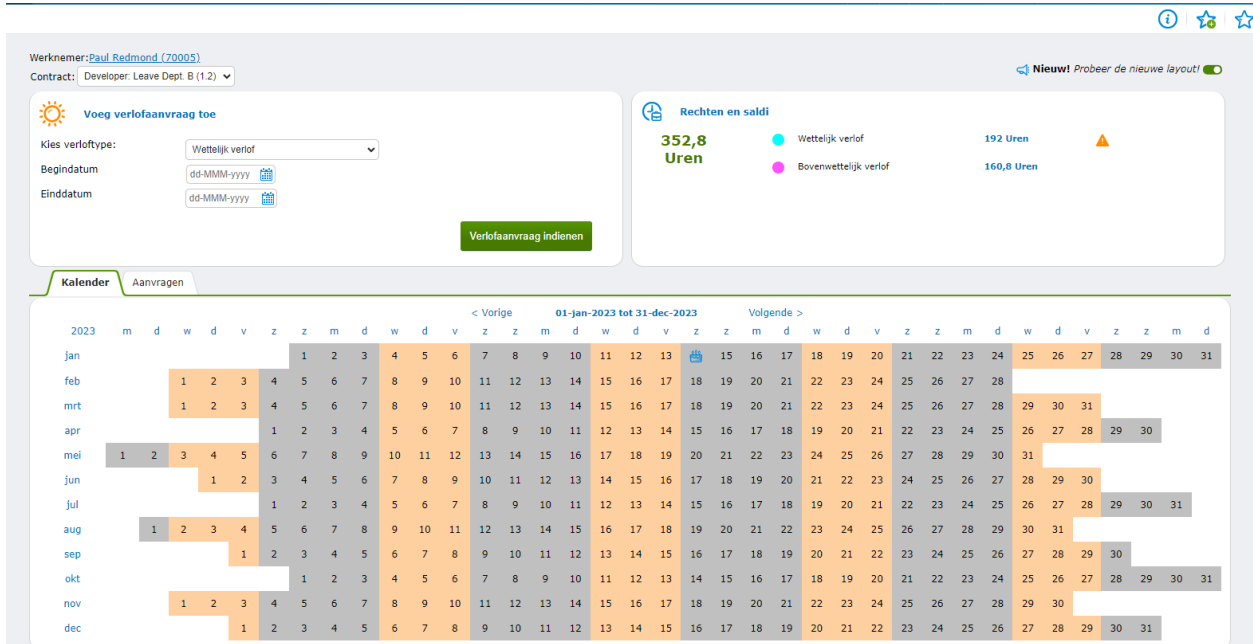 Werknemer:Paul Redmond (70005)
Contract: Developer: Leave Dept. B (1.2)
Nieuw! Probeer de nieuwe layout!
Voeg verlofaanvraag toe
Kies verloftype: Wettelijk verlof
Begindatum dd-MMM-yyyy
Einddatum dd-MMM-yyyy
Verlofaanvraag indienen
Rechten en saldi
352,8 Wettelijk verlof 192 Uren
Uren
Bovenwettelijk verlof 160,8 Uren
Kalender Aanvragen
< Vorige 01-jan-2023 tot 31-dec-2023 Volgende >
2023 m d w d v z z m d w d v z z m d w d v z z m d w d v z z m d w d v z z m d
jan 1 2 3 4 5 6 7 8 9 10 11 12 13 15 16 17 18 19 20 21 22 23 24 25 26 27 28 29 30 31
feb 1 2 3 4 5 6 7 8 9 10 11 12 13 14 15 16 17 18 19 20 21 22 23 24 25 26 27 28
mrt 1 2 3 4 5 6 7 8 9 10 11 12 13 14 15 16 17 18 19 20 21 22 23 24 25 26 27 28 29 30 31
apr 1 2 3 4 5 6 7 8 9 10 11 12 13 14 15 16 17 18 19 20 21 22 23 24 25 26 27 28 29 30
mei 1 2 3 4 5 6 7 8 9 10 11 12 13 14 15 16 17 18 19 20 21 22 23 24 25 26 27 28 29 30 31
jun 1 2 3 4 5 6 7 8 9 10 11 12 13 14 15 16 17 18 19 20 21 22 23 24 25 26 27 28 29 30
jul 1 2 3 4 5 6 7 8 9 10 11 12 13 14 15 16 17 18 19 20 21 22 23 24 25 26 27 28 29 30 31
aug 1 2 3 4 5 6 7 8 9 10 11 12 13 14 15 16 17 18 19 20 21 22 23 24 25 26 27 28 29 30 31
sep 1 2 3 4 5 6 7 8 9 10 11 12 13 14 15 16 17 18 19 20 21 22 23 24 25 26 27 28 29 30
okt 1 2 3 4 5 6 7 8 9 10 11 12 13 14 15 16 17 18 19 20 21 22 23 24 25 26 27 28 29 30 31
nov 1 2 3 4 5 6 7 8 9 10 11 12 13 14 15 16 17 18 19 20 21 22 23 24 25 26 27 28 29 30
dec 1 2 3 4 5 6 7 8 9 10 11 12 13 14 15 16 17 18 19 20 21 22 23 24 25 26 27 28 29 30 31